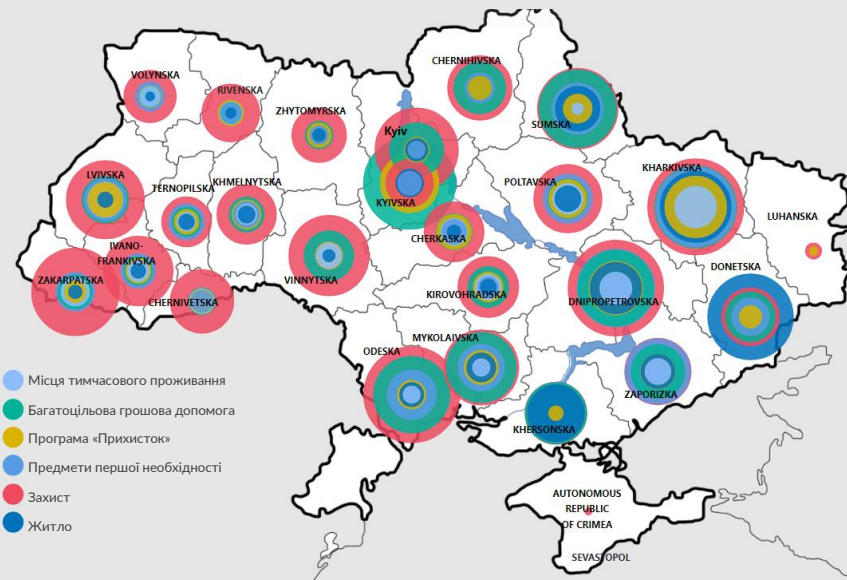 CHERNIHIVSKA
VOLYNSKA
RIVENSKA
ZHYTOMYRSKA
SUMSKA
Kyiv
LVIVSKA
TERNOPILSKA
KHMELNYTSKA
KYIVSKA
POLTAVSKA
KHARKIVSKA
LUHANSKA
CHERKASKA
IVANO-
FRANKIVSKA
ZAKARPATSKA
CHERNIVETSKA
VINNYTSKA
KIROVOHRADSKA
DNIPROPETROVSKA
DONETSKA
ODESKA
MYKOLAIVSKA
ZAPORIZKA
KHERSONSKA
Місця тимчасового проживання
Багатоцільова грошова допомога
Програма «Прихисток»
Предмети першої необхідності
Захист
Житло
AUTONOMOUS
REPUBLIC
OF CRIMEA
SEVASTOPOL